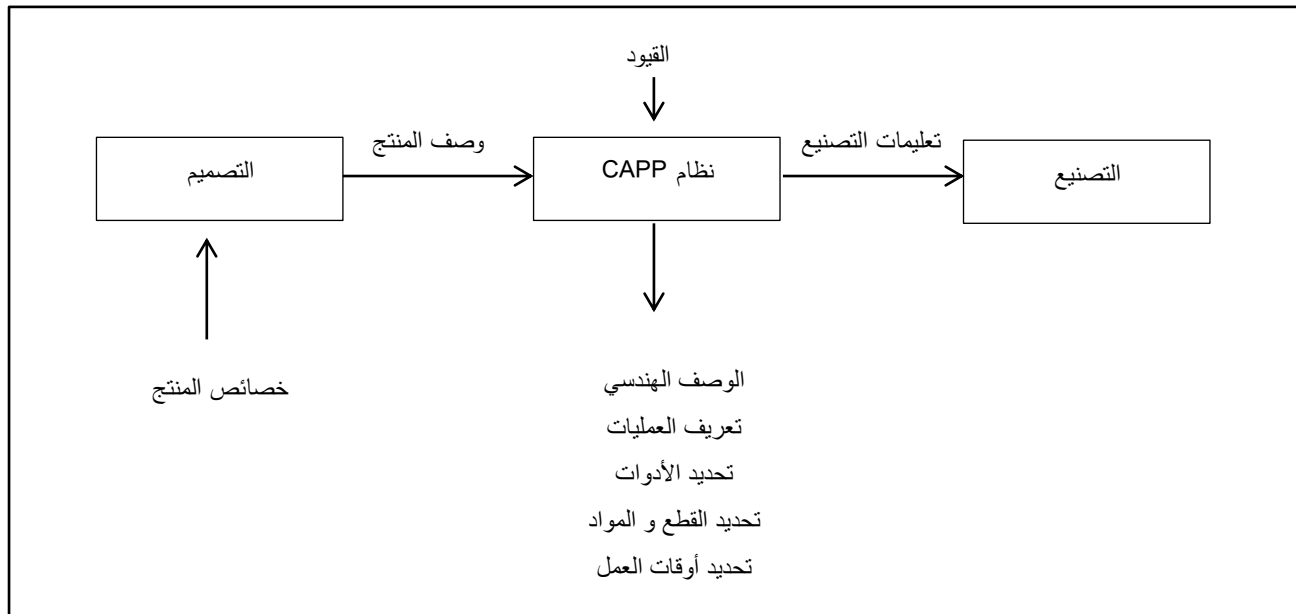 القيود
وصف المنتج
تعليمات التصنيع
التصميم
نظام CAPP
التصنيع
خصائص المنتج
الوصف الهندسي
تعريف العمليات
تحديد الأدوات
تحديد القطع و المواد
تحديد أوقات العمل